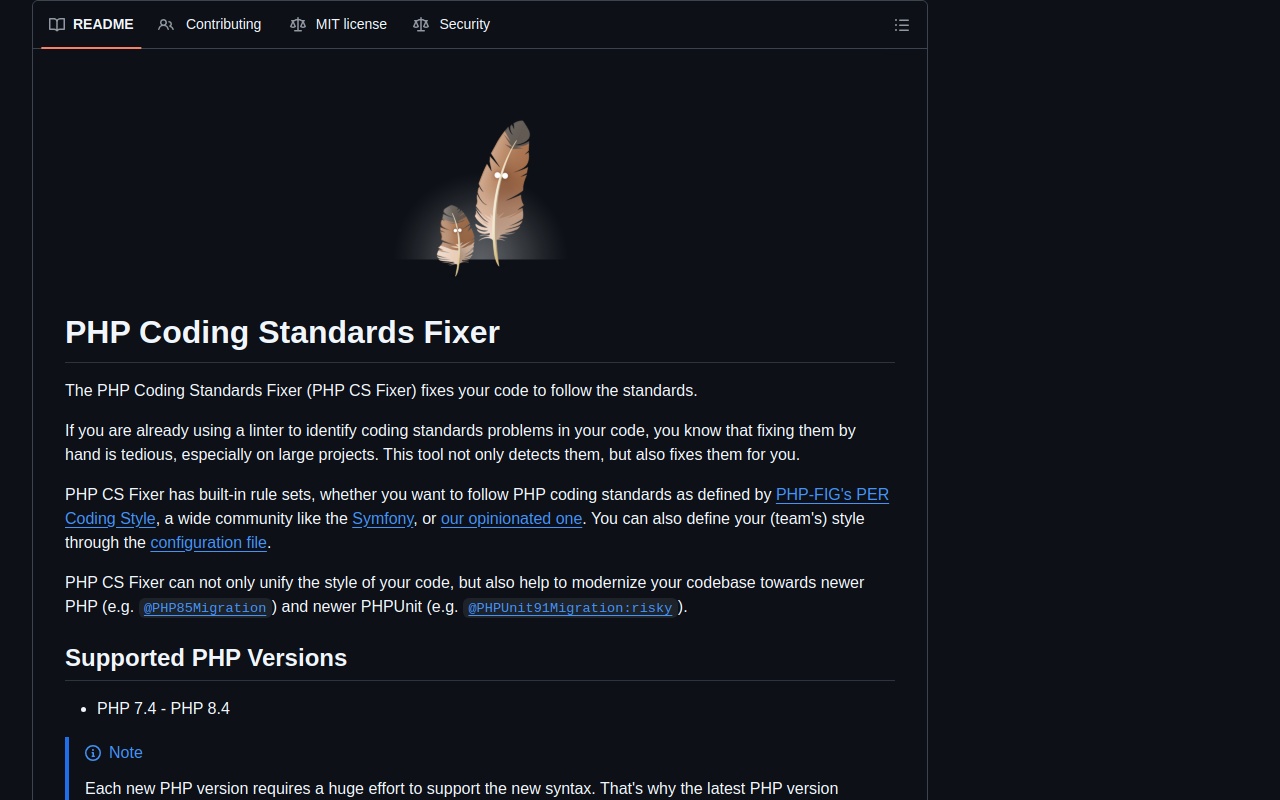 README Contributing MIT license Security
PHP Coding Standards Fixer
The PHP Coding Standards Fixer (PHP CS Fixer) fixes your code to follow the standards.
If you are already using a linter to identify coding standards problems in your code, you know that fixing them by
hand is tedious, especially on large projects. This tool not only detects them, but also fixes them for you.
PHP CS Fixer has built-in rule sets, whether you want to follow PHP coding standards as defined by PHP-FIG's PER
Coding Style, a wide community like the Symfony, or our opinionated one. You can also define your (team's) style
through the configuration file.
PHP CS Fixer can not only unify the style of your code, but also help to modernize your codebase towards newer
PHP (e.g. @PHP85Migration) and newer PHPUnit (e.g. @PHPUnit91Migration:risky).
Supported PHP Versions
• PHP 7.4 - PHP 8.4
Note
Each new PHP version requires a huge effort to support the new syntax. That's why the latest PHP version